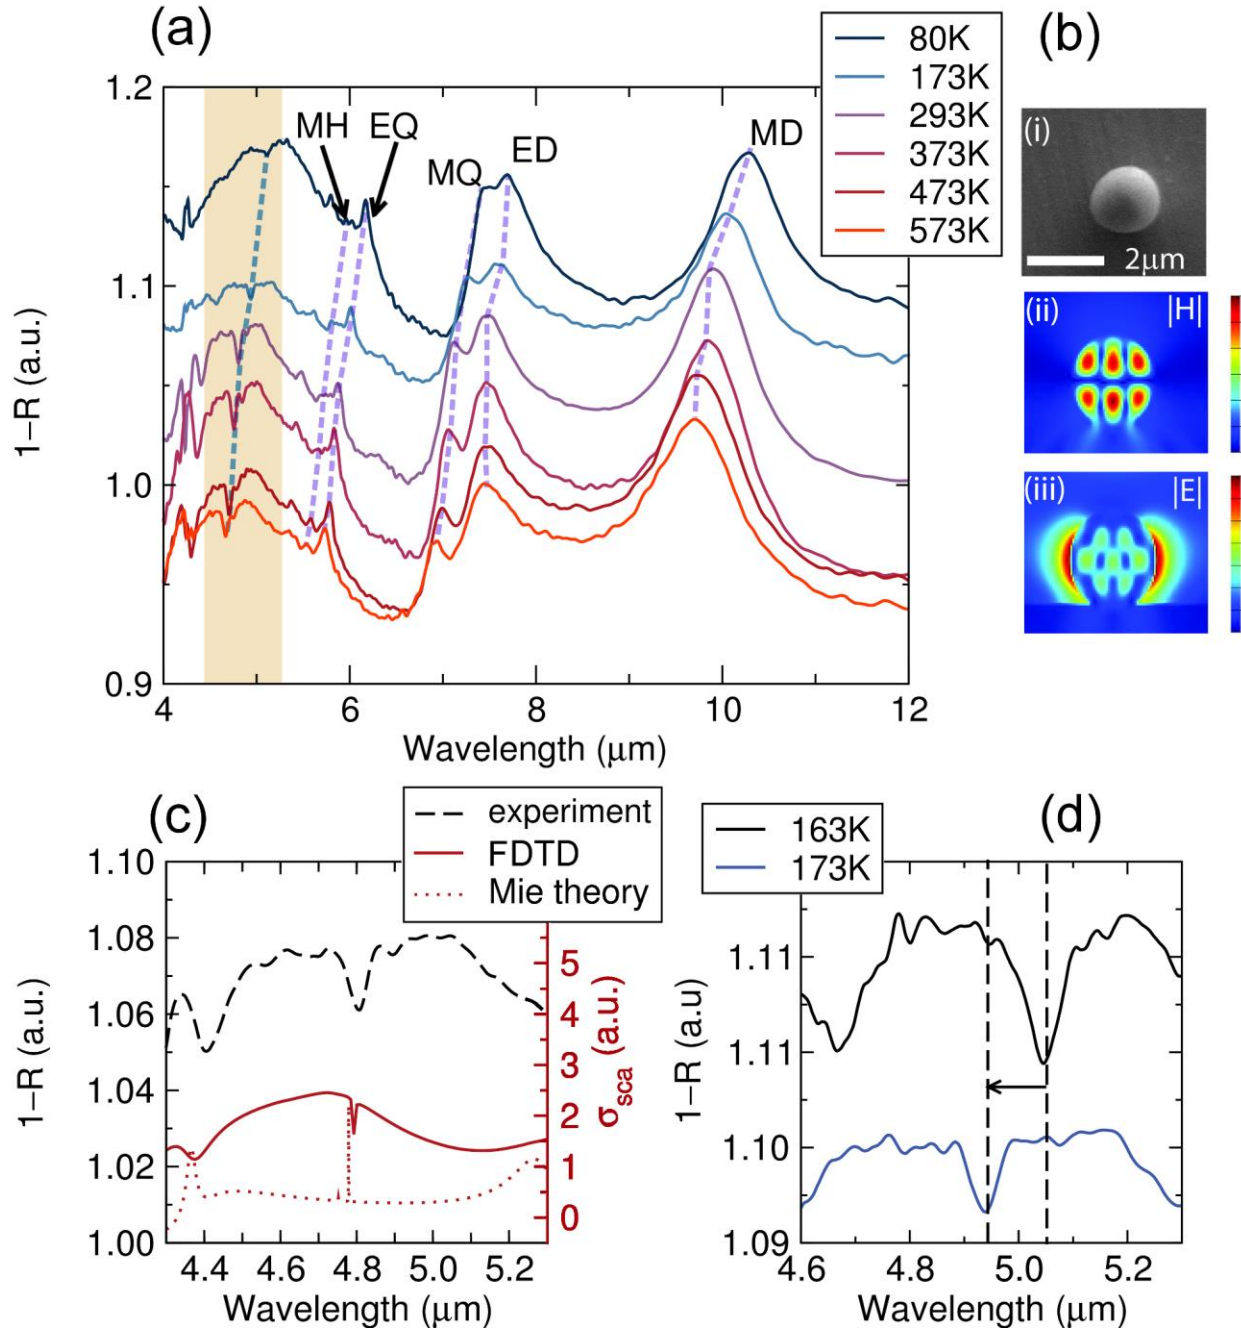 (a)
80K
173K
293K
373K
473K
573K
(b)
1.2
1.1
1.0
0.9
1−R (a.u.)
MH
EQ
MQ
ED
MD
4
6
8
10
12
Wavelength (μm)
(i)
2μm
(ii)
|H|
(iii)
|E|
(c)
experiment
FDTD
Mie theory
1.10
1.08
1.06
1.04
1.02
1.00
1−R (a.u.)
5
4
3
2
1
0
σsca (a.u.)
4.4
4.6
4.8
5.0
5.2
Wavelength (μm)
(d)
163K
173K
1.11
1.11
1.10
1.09
1−R (a.u)
4.6
4.8
5.0
5.2
Wavelength (μm)